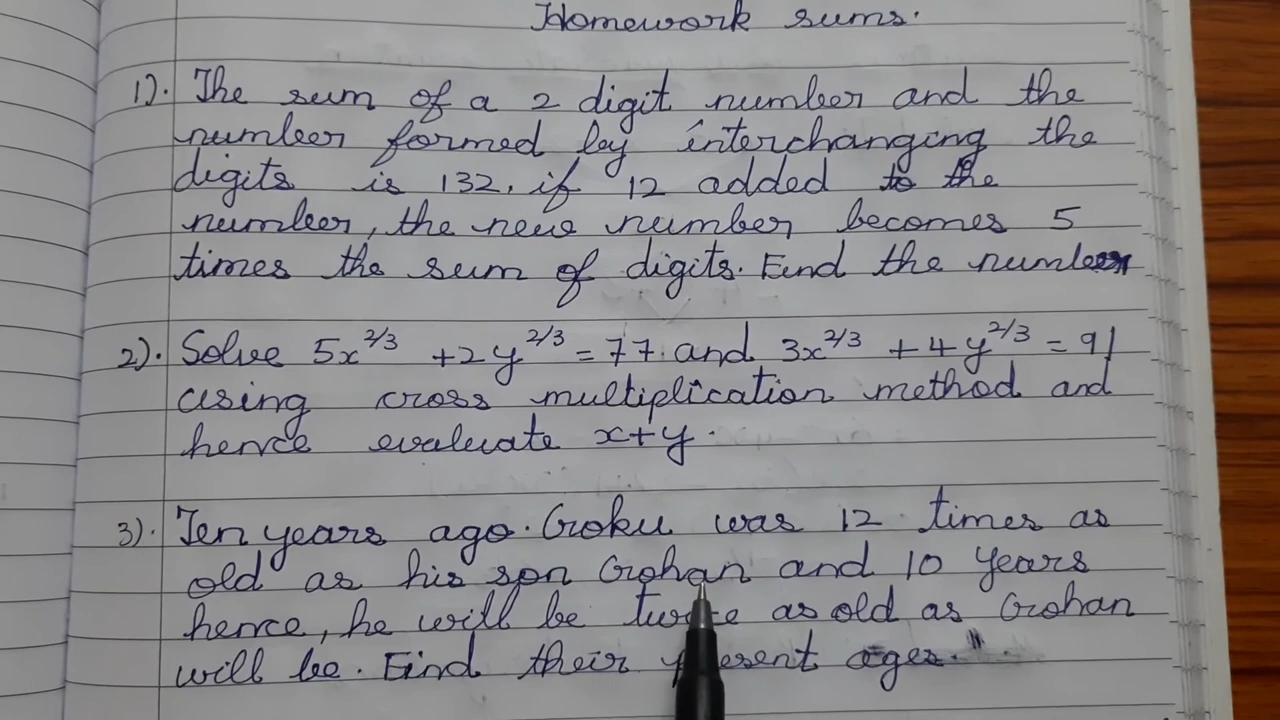 Homework sums.
1). The sum of a 2 digit number and the
number formed by interchanging the
digits is 132, if 12 added to the
number, the new number becomes 5
times the sum of digits. Find the number
2). Solve 5x^2/3 + 2y^2/3 = 77. and 3x^2/3 + 4y^2/3 = 91
using cross multiplication method and
hence evaluate x+y.
3). Ten years ago. Goku was 12 times as
old as his son Gohan and 10 years
hence, he will be twice as old as Gohan
will be. Find their present ages.